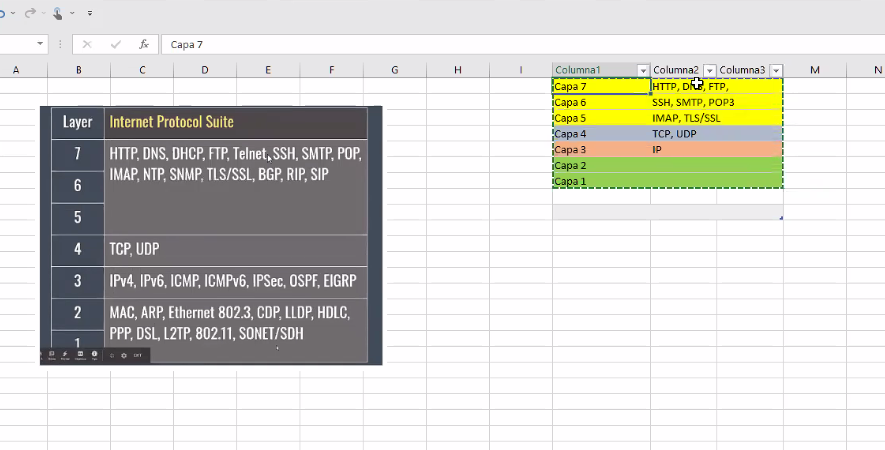 fx Capa 7
A B C D E F G H I M N
Layer Internet Protocol Suite
7 HTTP, DNS, DHCP, FTP, Telnet, SSH, SMTP, POP,
6 IMAP, NTP, SNMP, TLS/SSL, BGP, RIP, SIP
5
4 TCP, UDP
3 IPv4, IPv6, ICMP, ICMPv6, IPSec, OSPF, EIGRP
2 MAC, ARP, Ethernet 802.3, CDP, LLDP, HDLC,
1 PPP, DSL, L2TP, 802.11, SONET/SDH
Columna1 Columna2 Columna3
Capa 7 HTTP, DNS, FTP,
Capa 6 SSH, SMTP, POP3
Capa 5 IMAP, TLS/SSL
Capa 4 TCP, UDP
Capa 3 IP
Capa 2
Capa 1